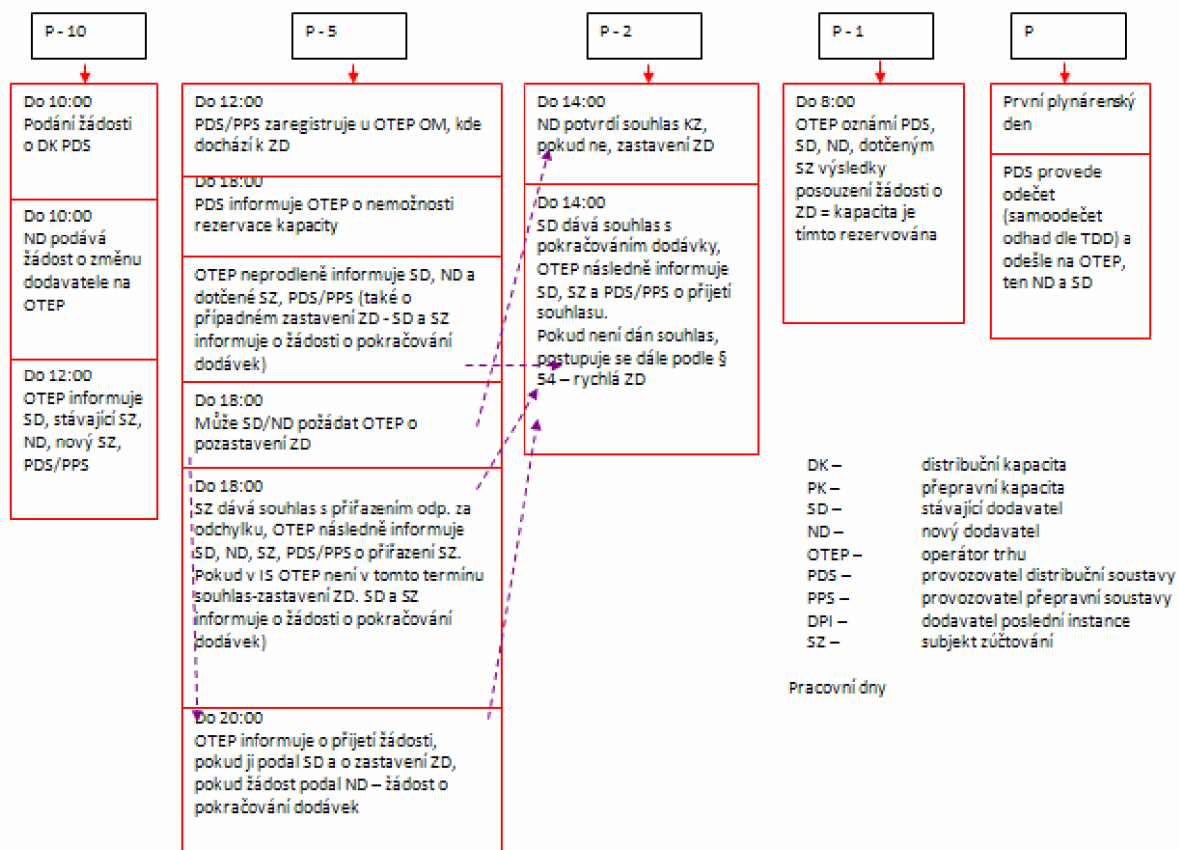 P - 10
Do 10:00
Podání žádosti
o DK PDS
Do 10:00
ND podává
žádost o změnu
dodavatele na
OTEP
Do 12:00
OTEP informuje
SD, stávající SZ,
ND, nový SZ,
PDS/PPS
P - 5
Do 12:00
PDS/PPS zaregistruje u OTEP OM, kde
dochází k ZD
Do 18:00
PDS informuje OTEP o nemožnosti
rezervace kapacity
OTEP neprodleně informuje SD, ND a
dotčené SZ, PDS/PPS (také o
případném zastavení ZD - SD a SZ
informuje o žádosti o pokračování
dodávek)
Do 18:00
Může SD/ND požádat OTEP o
pozastavení ZD
Do 18:00
SZ dává souhlas s přiřazením odp. za
odchylku, OTEP následně informuje
SD, ND, SZ, PDS/PPS o přiřazení SZ.
Pokud v IS OTEP není v tomto termínu
souhlas-zastavení ZD. SD a SZ
informuje o žádosti o pokračování
dodávek)
Do 20:00
OTEP informuje o přijetí žádosti,
pokud ji podal SD a o zastavení ZD,
pokud žádost podal ND – žádost o
pokračování dodávek
P - 2
Do 14:00
ND potvrdí souhlas KZ,
pokud ne, zastavení ZD
Do 14:00
SD dává souhlas s
pokračováním dodávky,
OTEP následně informuje
SD, SZ a PDS/PPS o přijetí
souhlasu.
Pokud není dán souhlas,
postupuje se dále podle §
54 – rychlá ZD
P - 1
Do 8:00
OTEP oznámí PDS,
SD, ND, dotčeným
SZ výsledky
posouzení žádosti o
ZD = kapacita je
tímto rezervována
P
První plynárenský
den
PDS provede
odečet
(samoodečet
odhad dle TDD) a
odešle na OTEP,
ten ND a SD
DK – distribuční kapacita
PK – přepravní kapacita
SD – stávající dodavatel
ND – nový dodavatel
OTEP – operátor trhu
PDS – provozovatel distribuční soustavy
PPS – provozovatel přepravní soustavy
DPI – dodavatel poslední instance
SZ – subjekt zúčtování
Pracovní dny